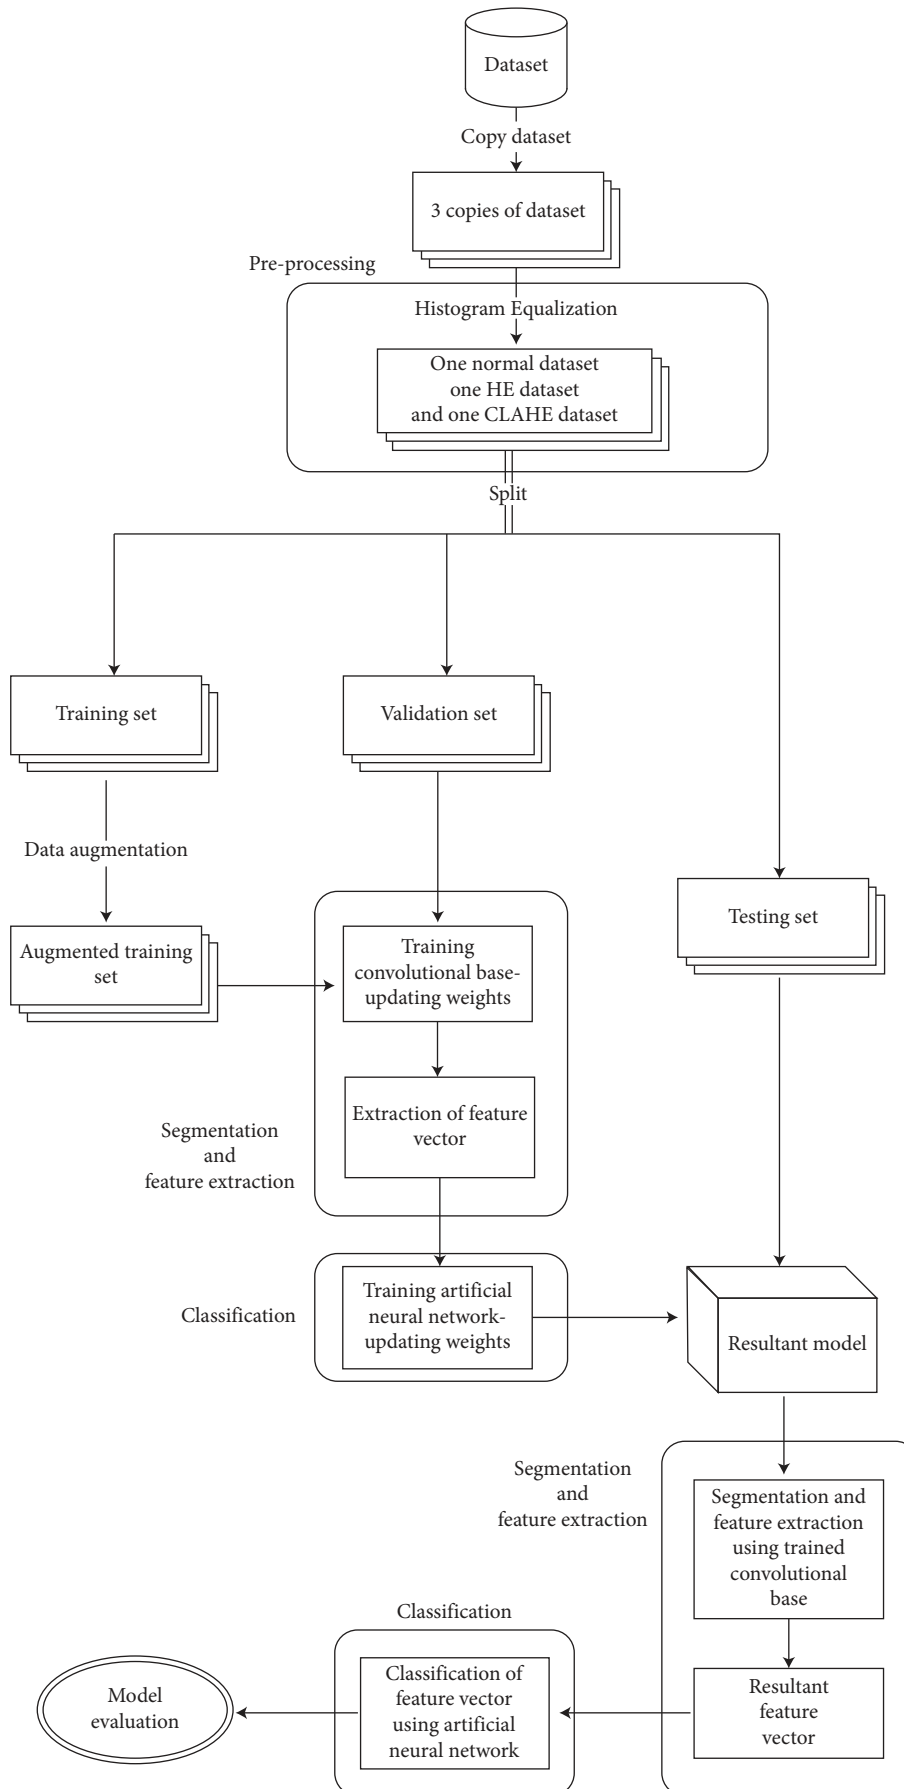 Dataset
Copy dataset
3 copies of dataset
Pre-processing
Histogram Equalization
One normal dataset
one HE dataset
and one CLAHE dataset
Split
Training set
Validation set
Data augmentation
Testing set
Augmented training
set
Training
convolutional base-
updating weights
Extraction of feature
vector
Segmentation
and
feature extraction
Classification
Training artificial
neural network-
updating weights
Resultant model
Segmentation
and
feature extraction
Segmentation and
feature extraction
using trained
convolutional
base
Classification
Model
evaluation
Classification of
feature vector
using artificial
neural network
Resultant
feature
vector